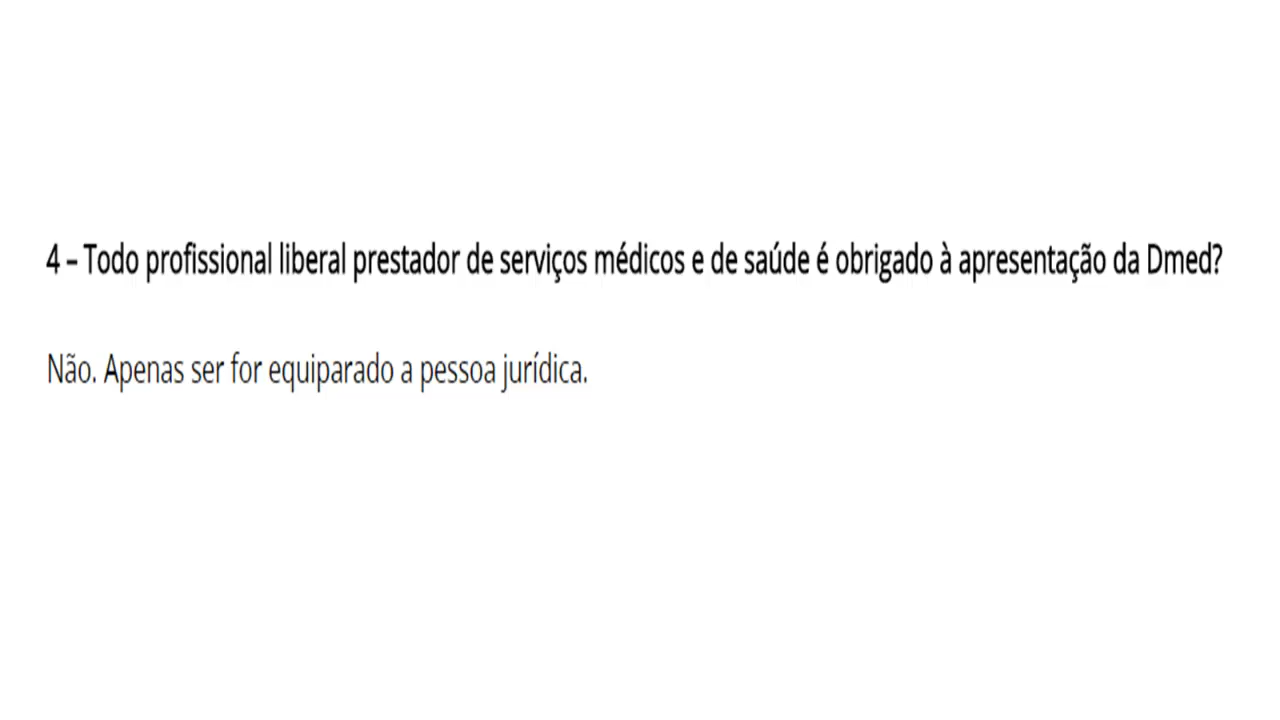 4 – Todo profissional liberal prestador de serviços médicos e de saúde é obrigado à apresentação da Dmed?
Não. Apenas ser for equiparado a pessoa jurídica.